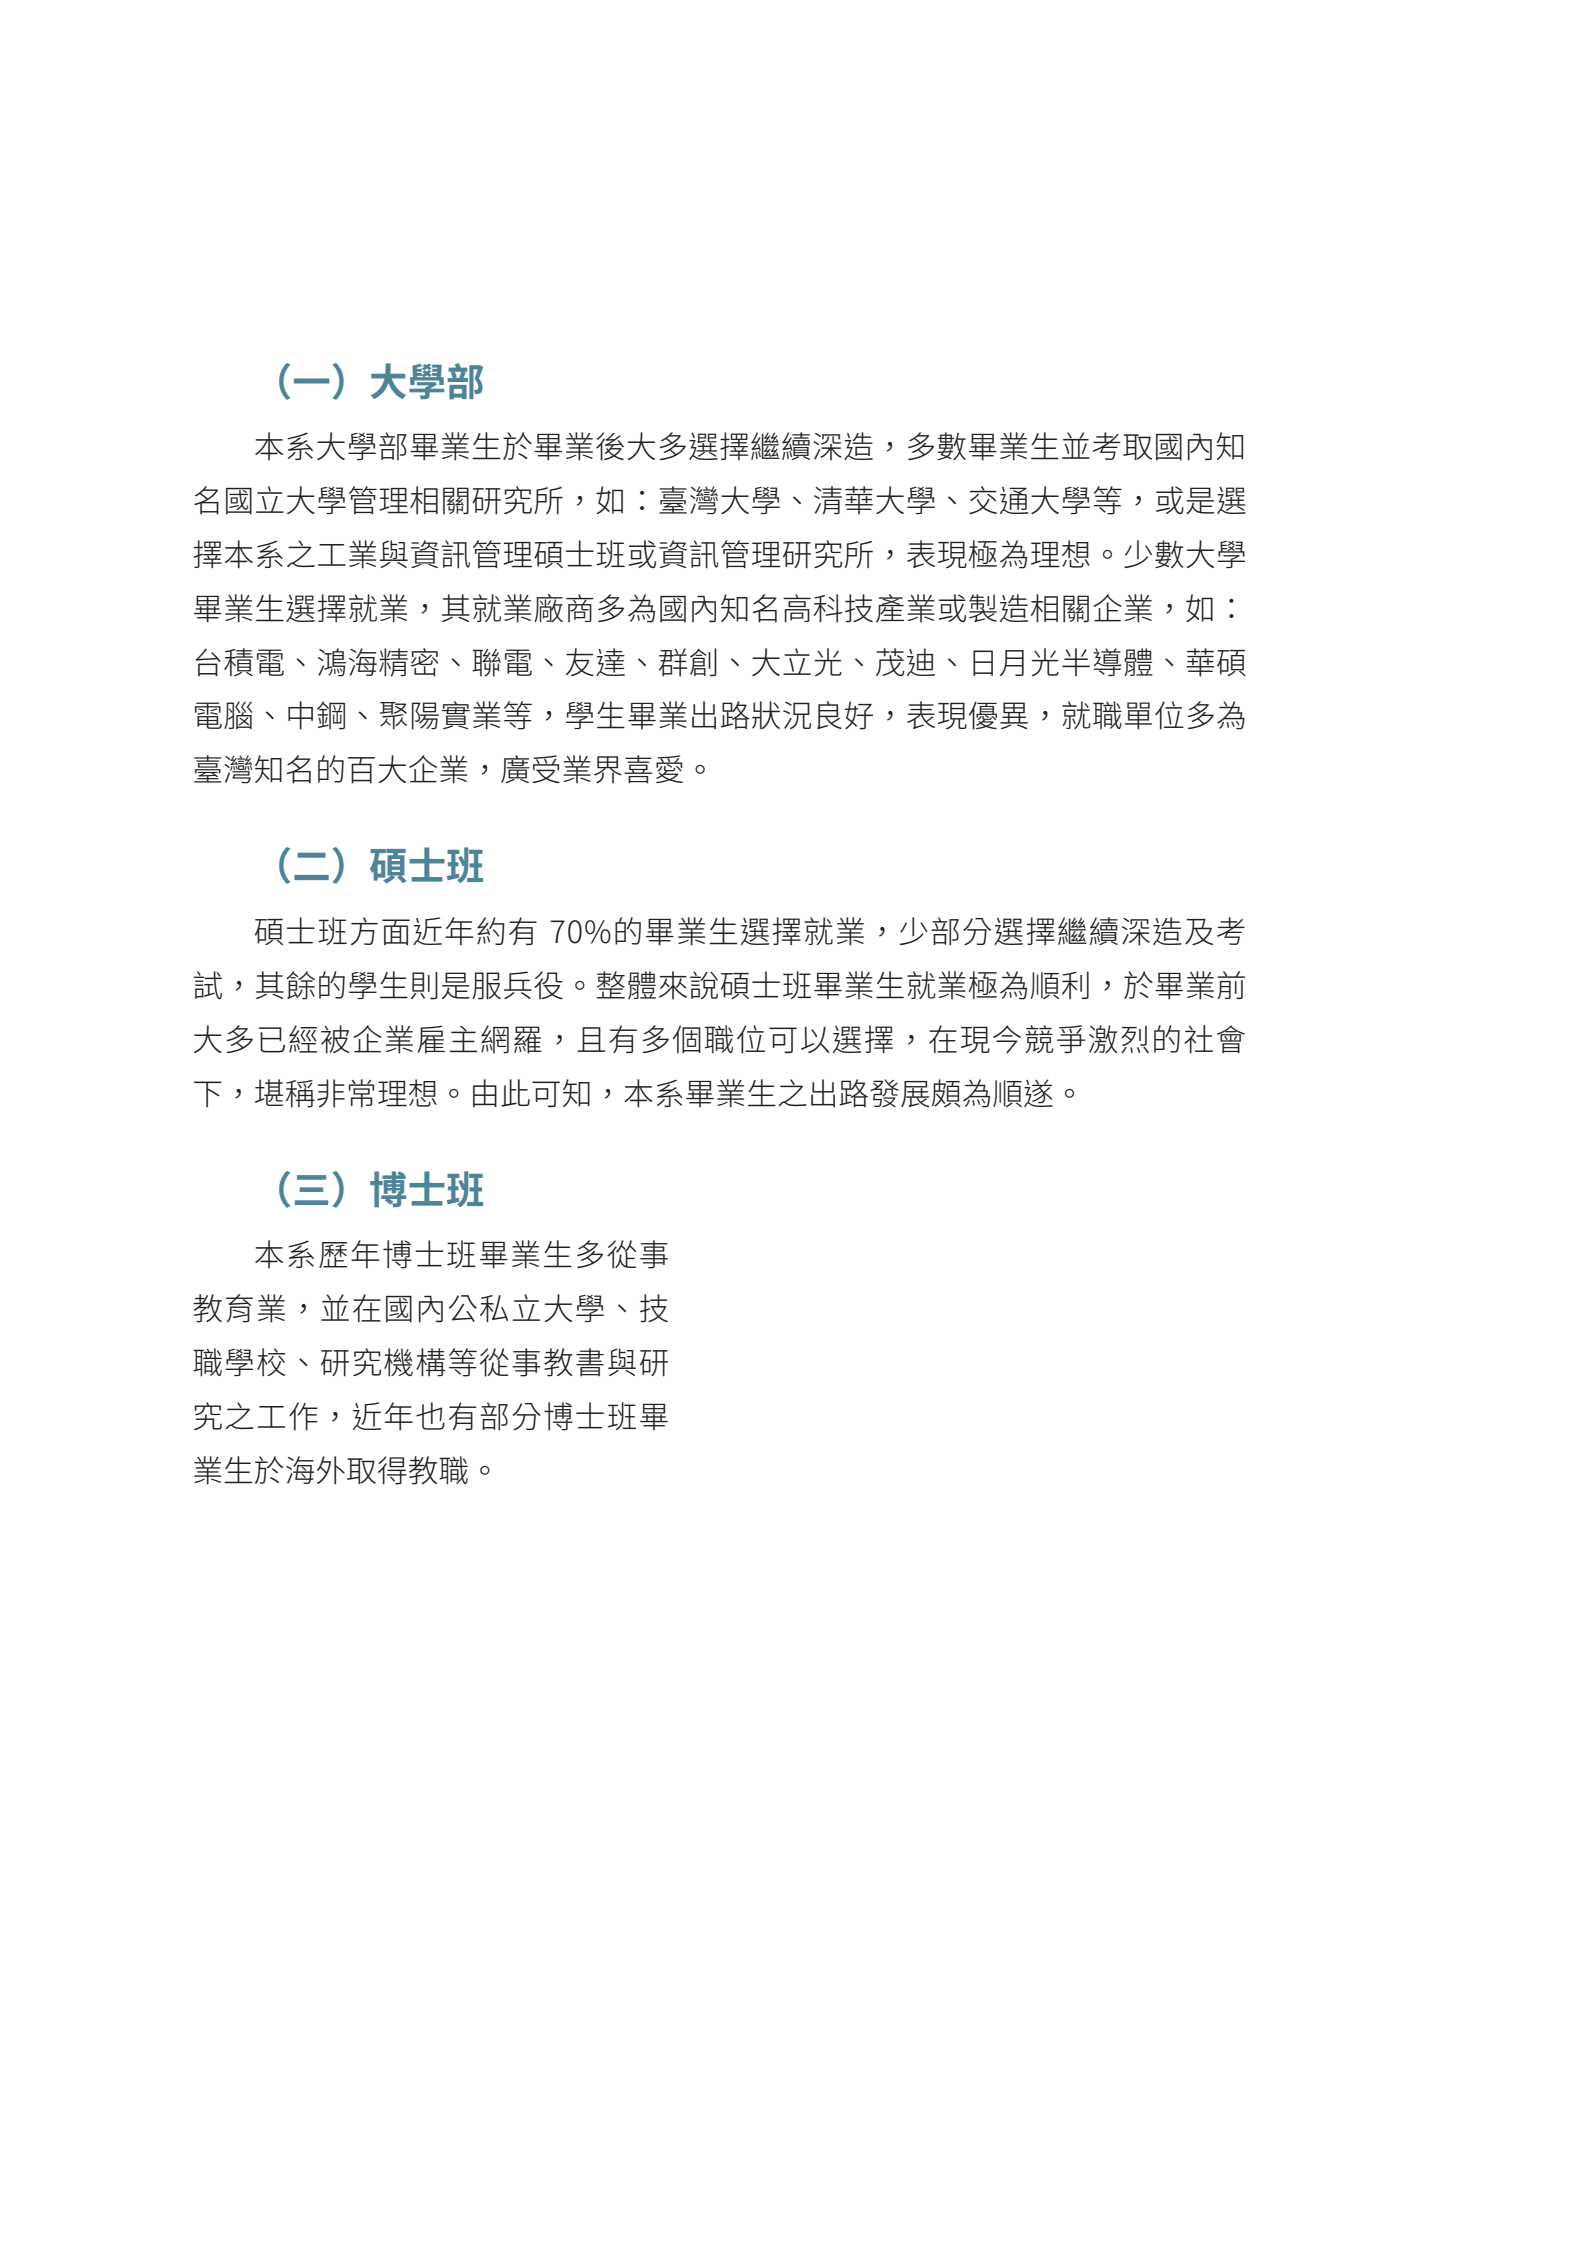 （一）大學部
本系大學部畢業生於畢業後大多選擇繼續深造，多數畢業生並考取國內知
名國立大學管理相關研究所，如：臺灣大學、清華大學、交通大學等，或是選
擇本系之工業與資訊管理碩士班或資訊管理研究所，表現極為理想。少數大學
畢業生選擇就業，其就業廠商多為國內知名高科技產業或製造相關企業，如：
台積電、鴻海精密、聯電、友達、群創、大立光、茂迪、日月光半導體、華碩
電腦、中鋼、聚陽實業等，學生畢業出路狀況良好，表現優異，就職單位多為
臺灣知名的百大企業，廣受業界喜愛。
（二）碩士班
碩士班方面近年約有 70%的畢業生選擇就業，少部分選擇繼續深造及考
試，其餘的學生則是服兵役。整體來說碩士班畢業生就業極為順利，於畢業前
大多已經被企業雇主網羅，且有多個職位可以選擇，在現今競爭激烈的社會
下，堪稱非常理想。由此可知，本系畢業生之出路發展頗為順遂。
（三）博士班
本系歷年博士班畢業生多從事
教育業，並在國內公私立大學、技
職學校、研究機構等從事教書與研
究之工作，近年也有部分博士班畢
業生於海外取得教職。